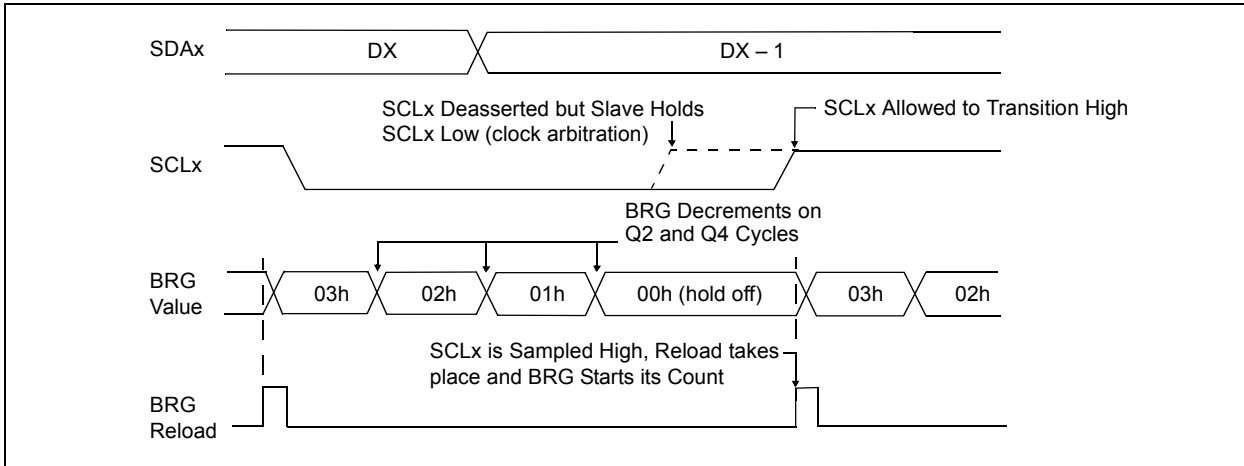 SDAx
DX
DX – 1
SCLx Deasserted but Slave Holds
SCLx Low (clock arbitration)
SCLx Allowed to Transition High
SCLx
BRG Decrements on
Q2 and Q4 Cycles
BRG
Value
03h
02h
01h
00h (hold off)
03h
02h
SCLx is Sampled High, Reload takes
place and BRG Starts its Count
BRG
Reload